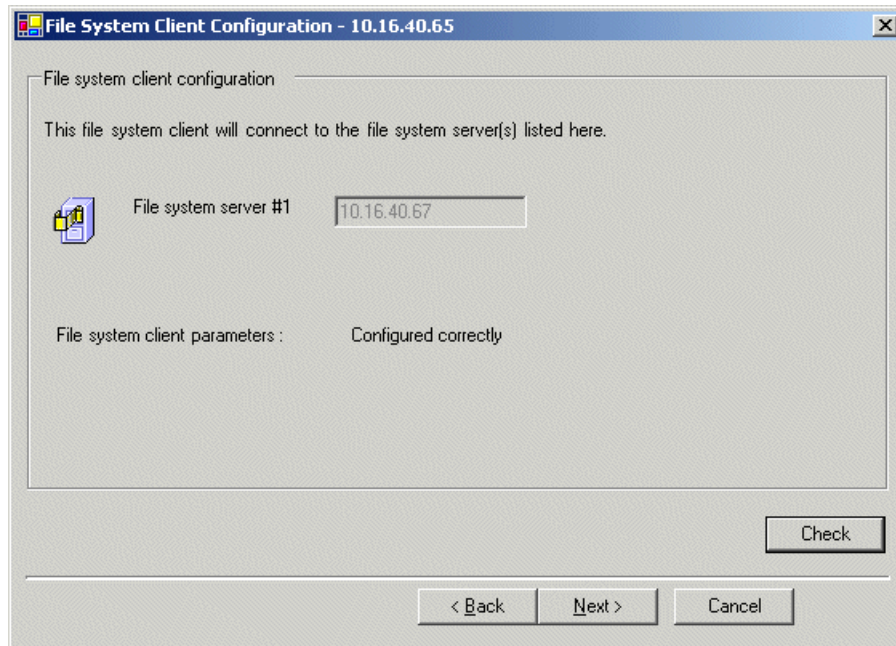 File System Client Configuration - 10.16.40.65
File system client configuration
This file system client will connect to the file system server(s) listed here.
File system server #1 10.16.40.67
File system client parameters : Configured correctly
Check
< Back Next > Cancel